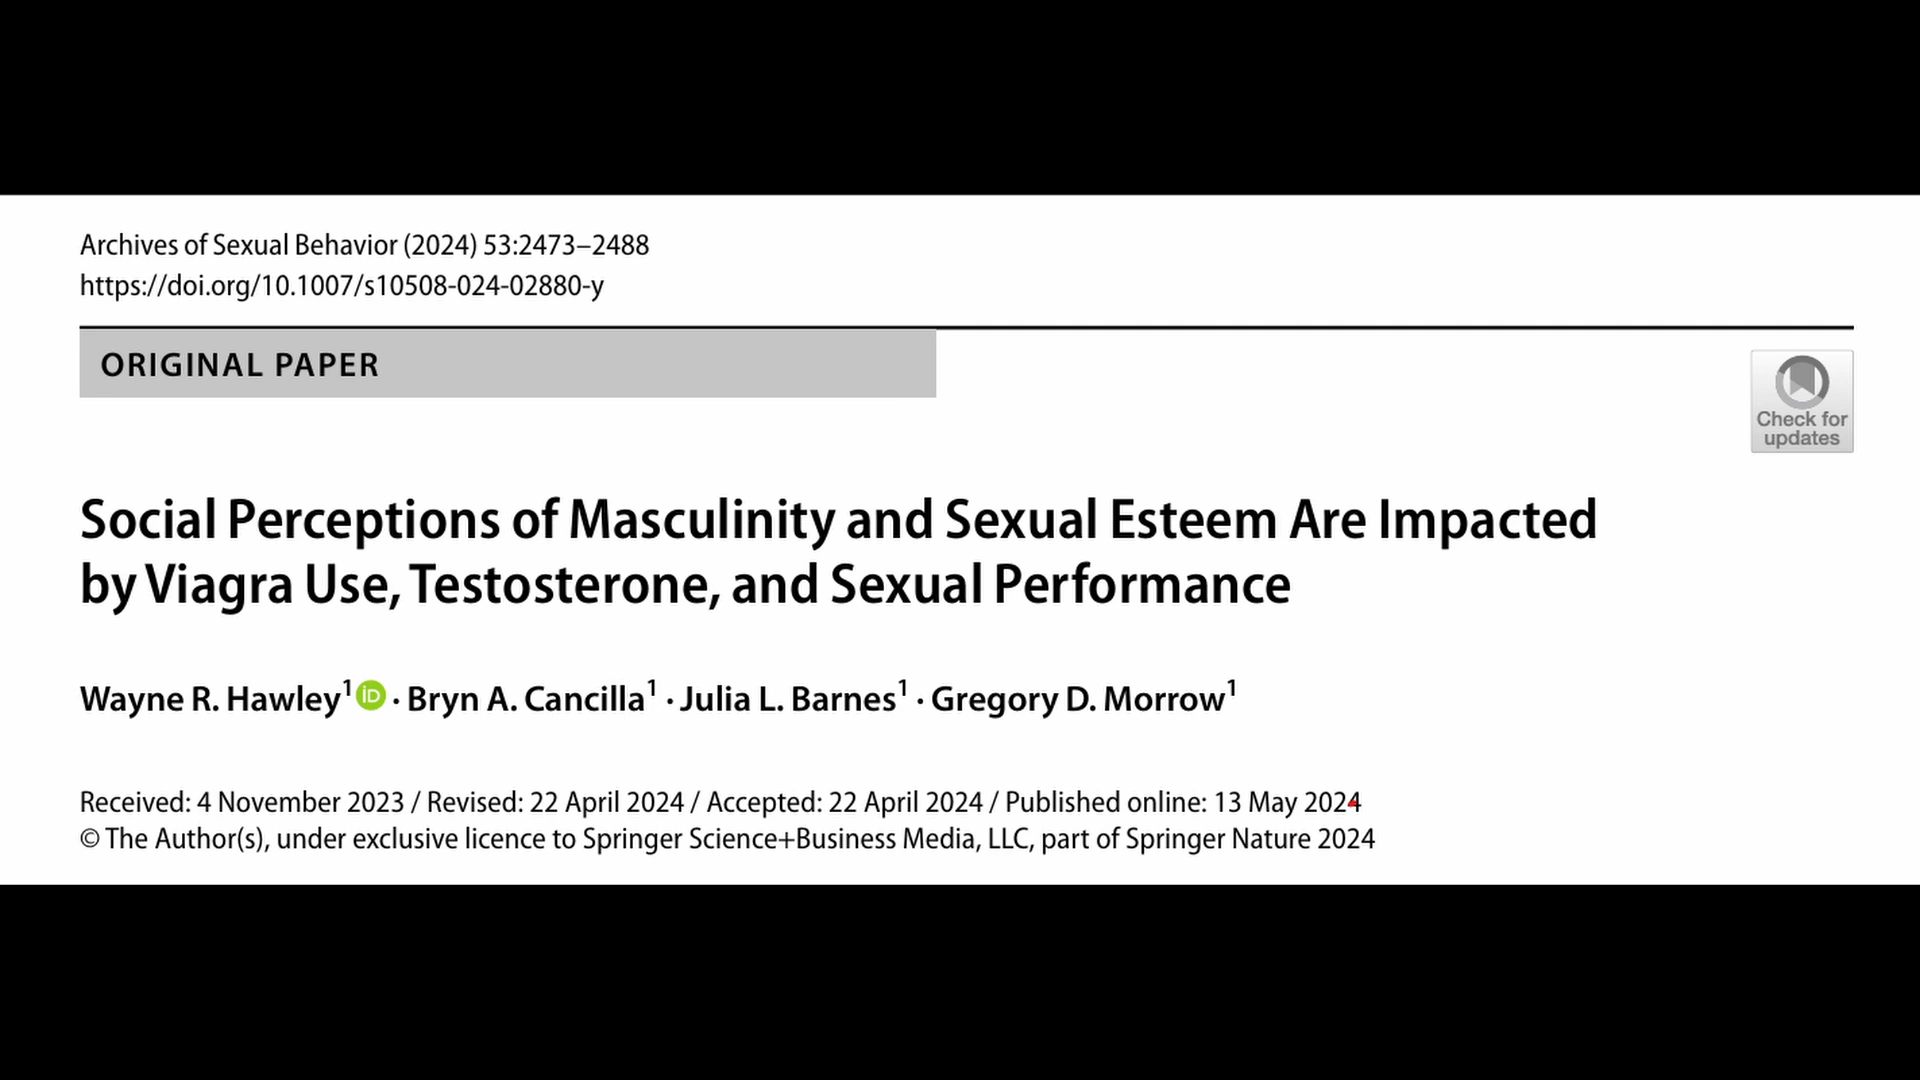 Archives of Sexual Behavior (2024) 53:2473–2488
https://doi.org/10.1007/s10508-024-02880-y
ORIGINAL PAPER
Check for
updates
Social Perceptions of Masculinity and Sexual Esteem Are Impacted
by Viagra Use, Testosterone, and Sexual Performance
Wayne R. Hawley1 iD · Bryn A. Cancilla1 · Julia L. Barnes1 · Gregory D. Morrow1
Received: 4 November 2023 / Revised: 22 April 2024 / Accepted: 22 April 2024 / Published online: 13 May 2024
© The Author(s), under exclusive licence to Springer Science+Business Media, LLC, part of Springer Nature 2024